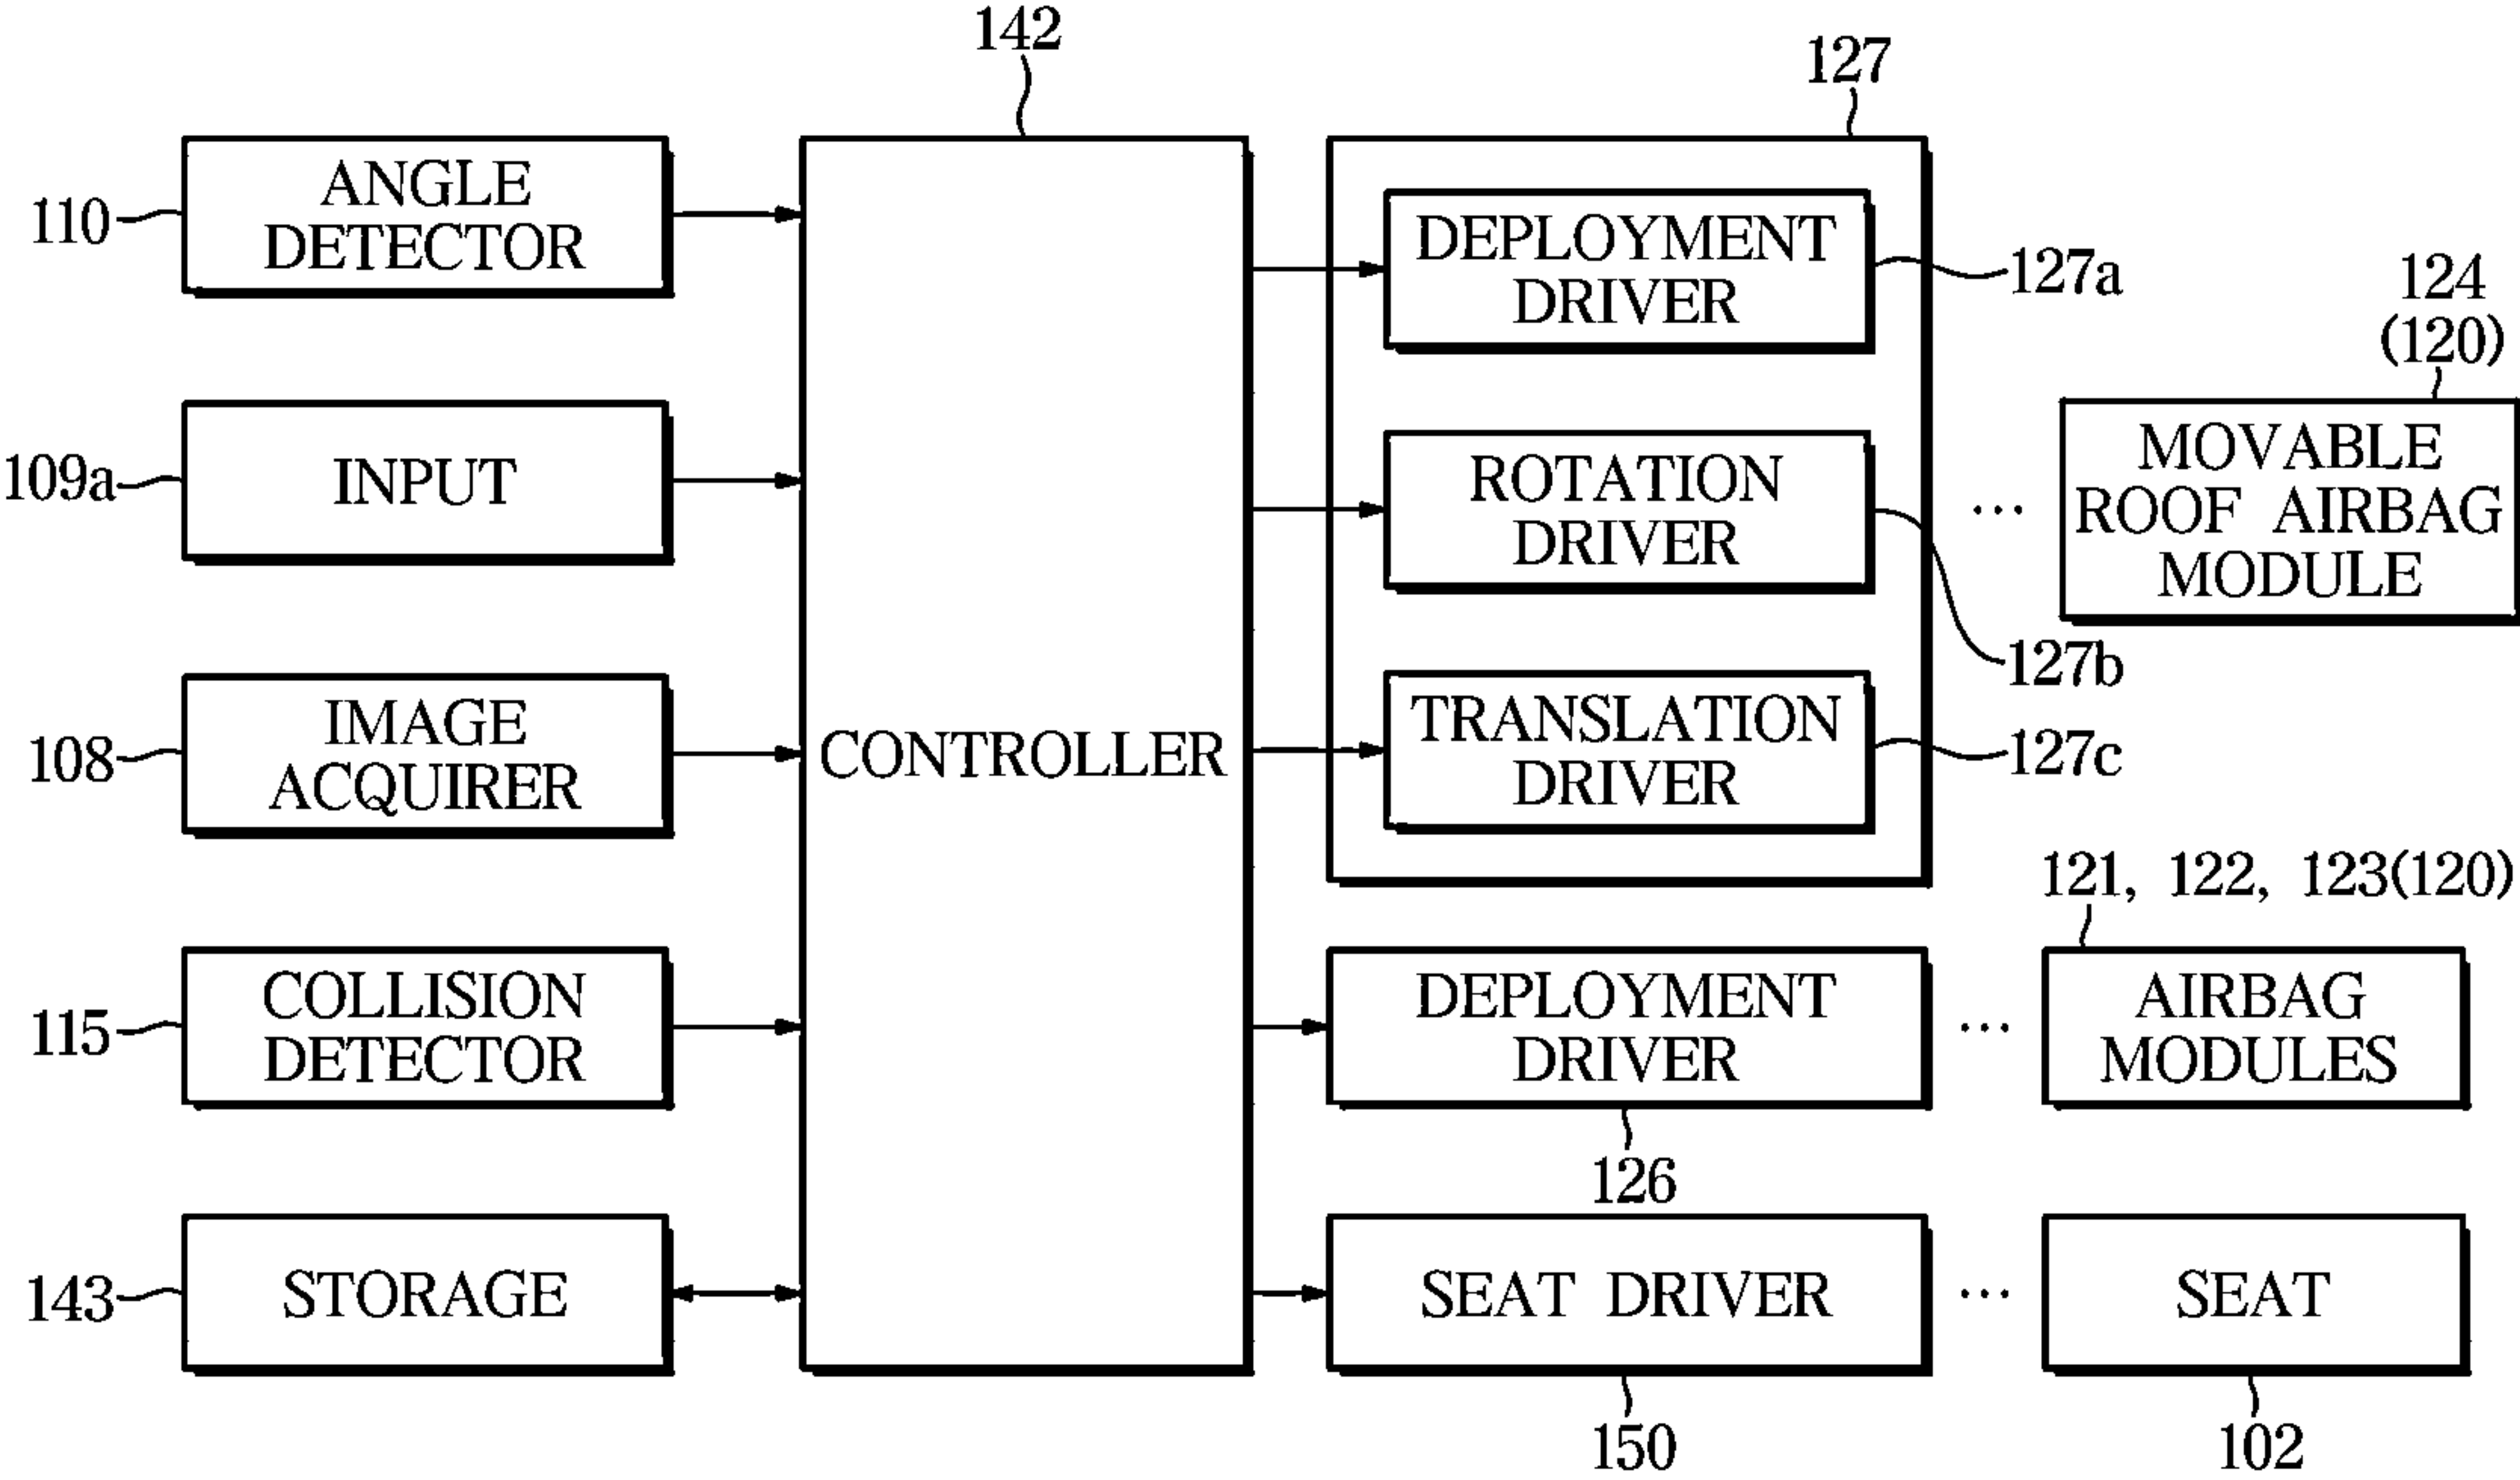 142
127
110
ANGLE
DETECTOR
DEPLOYMENT
DRIVER
127a
124
(120)
109a
INPUT
ROTATION
DRIVER
...
MOVABLE
ROOF AIRBAG
MODULE
127b
108
IMAGE
ACQUIRER
CONTROLLER
TRANSLATION
DRIVER
127c
121, 122, 123(120)
115
COLLISION
DETECTOR
DEPLOYMENT
DRIVER
...
AIRBAG
MODULES
126
143
STORAGE
SEAT DRIVER
...
SEAT
150
102